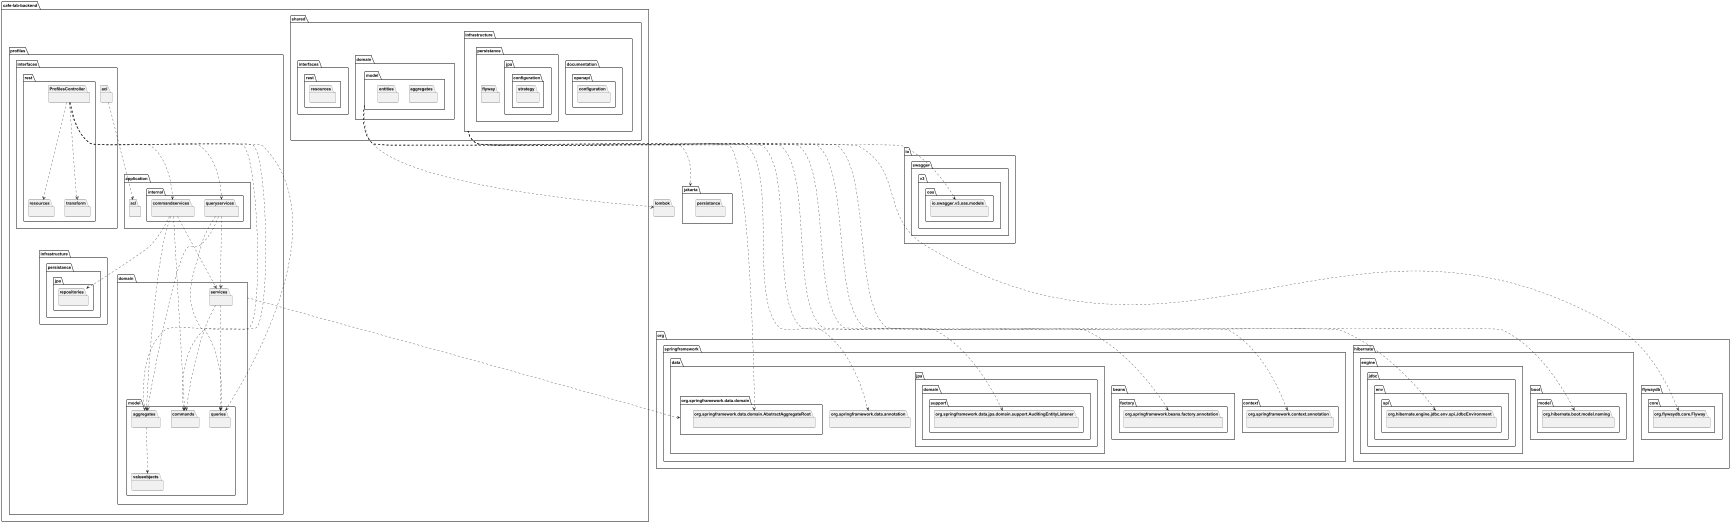 cafe-lab-backend
shared
profiles
interfaces
rest
ProfilesController
acl
resources
transform
application
acl
internal
commandservices
queryservices
infrastructure
persistence
jpa
repositories
domain
services
model
aggregates
commands
queries
valueobjects
interfaces
rest
resources
domain
model
entities
aggregates
infrastructure
persistence
flyway
jpa
configuration
strategy
documentation
openapi
configuration
lombok
jakarta
persistence
io
swagger
v3
oas
io.swagger.v3.oas.models
org
springframework
data
org.springframework.data.domain
org.springframework.data.domain.AbstractAggregateRoot
org.springframework.data.annotation
jpa
domain
support
org.springframework.data.jpa.domain.support.AuditingEntityListener
beans
factory
org.springframework.beans.factory.annotation
context
org.springframework.context.annotation
hibernate
engine
jdbc
env
spi
org.hibernate.engine.jdbc.env.spi.JdbcEnvironment
boot
model
org.hibernate.boot.model.naming
flywaydb
core
org.flywaydb.core.Flyway